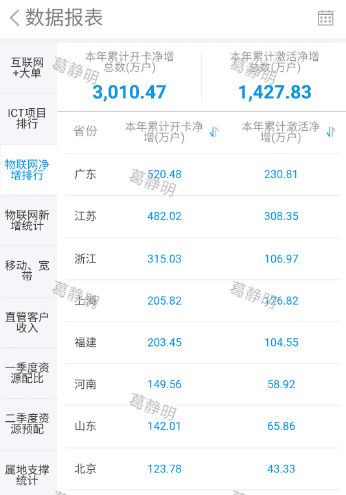 数据报表
互联网
+大单
ICT项目
排行
物联网净
增排行
物联网新
增统计
移动、宽
带
直管客户
收入
一季度资
源配比
二季度资
源预配
属地支撑
统计
本年累计开卡净增
总数(万户)
3,010.47
本年累计激活净增
总数(万户)
1,427.83
省份
本年累计开卡净
增(万户)
本年累计激活净
增(万户)
广东 520.48 230.81
江苏 482.02 308.35
浙江 315.03 106.97
上海 205.82 126.82
福建 203.45 104.55
河南 149.56 58.92
山东 142.01 65.86
北京 123.78 43.33
葛静明
葛静明
葛静明
葛静明
葛静明
葛静明